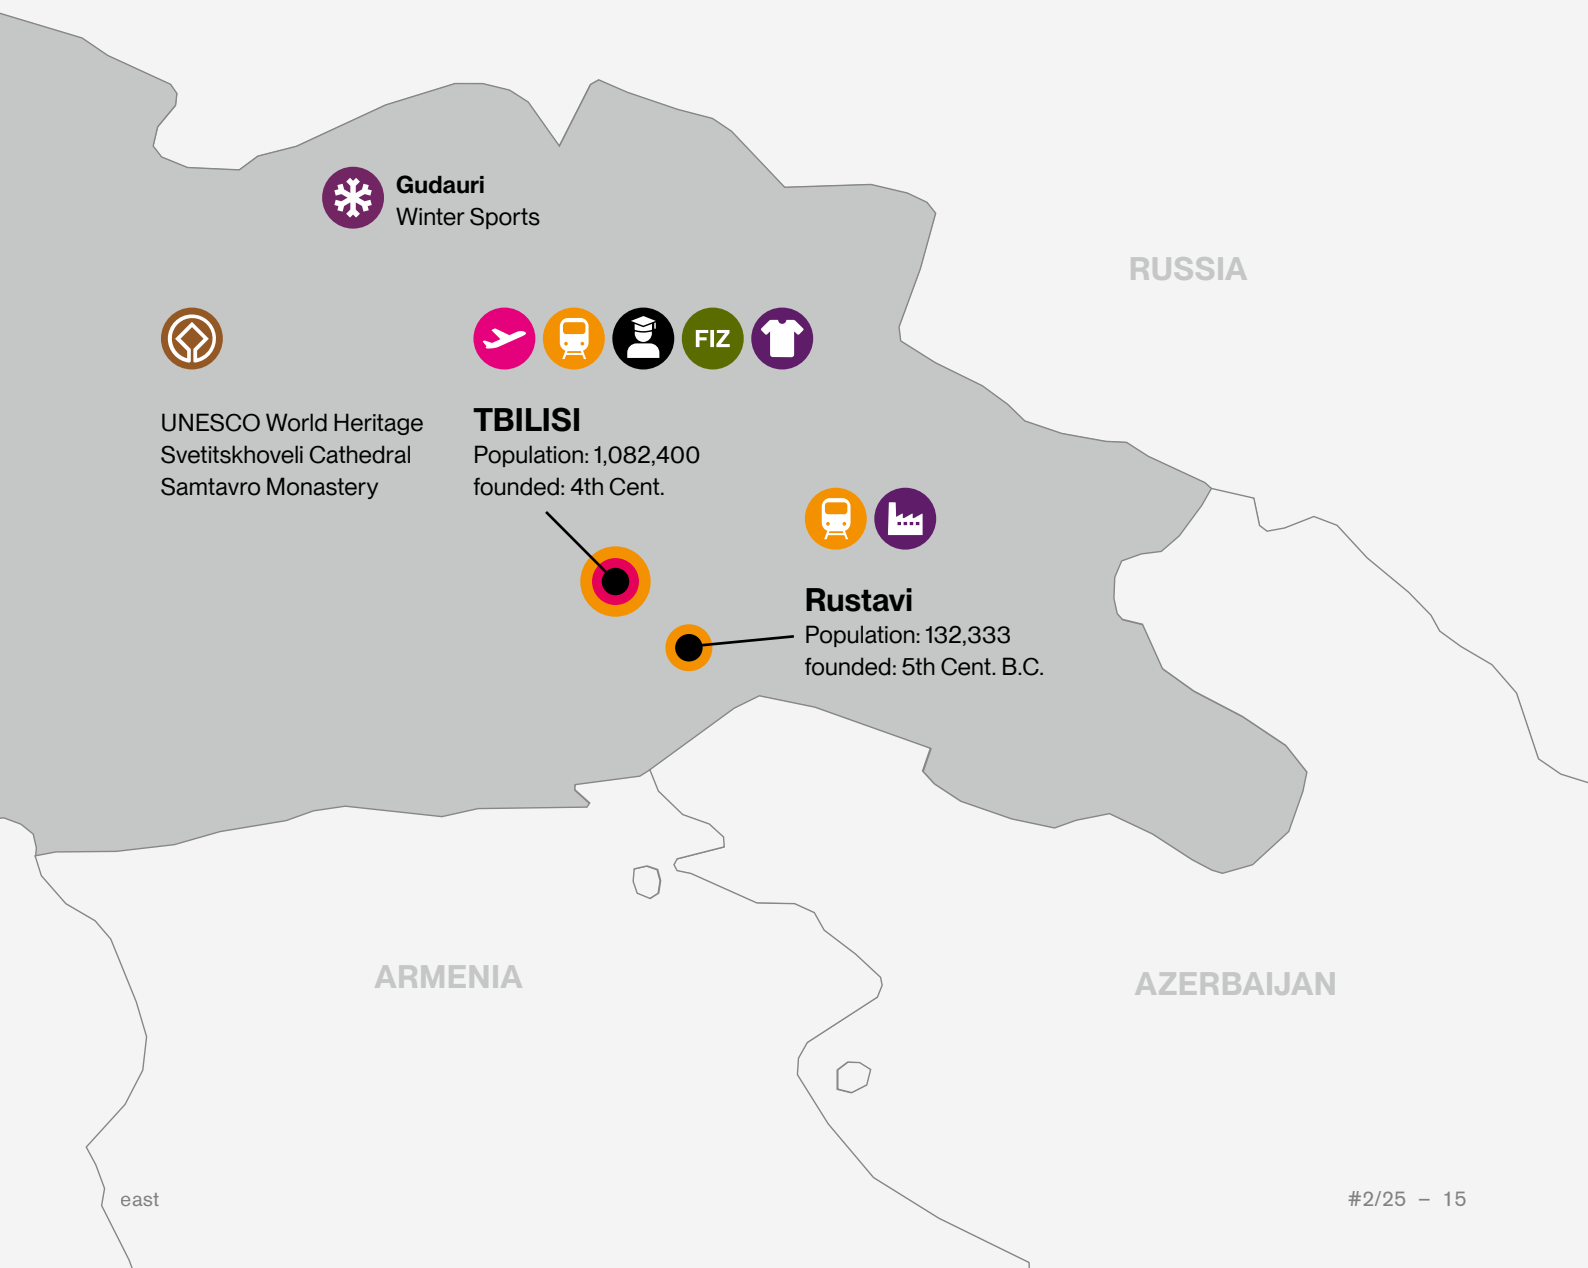 Gudauri
Winter Sports
RUSSIA
FIZ
UNESCO World Heritage
Svetitskhoveli Cathedral
Samtavro Monastery
TBILISI
Population: 1,082,400
founded: 4th Cent.
Rustavi
Population: 132,333
founded: 5th Cent. B.C.
ARMENIA
AZERBAIJAN
east
#2/25 – 15